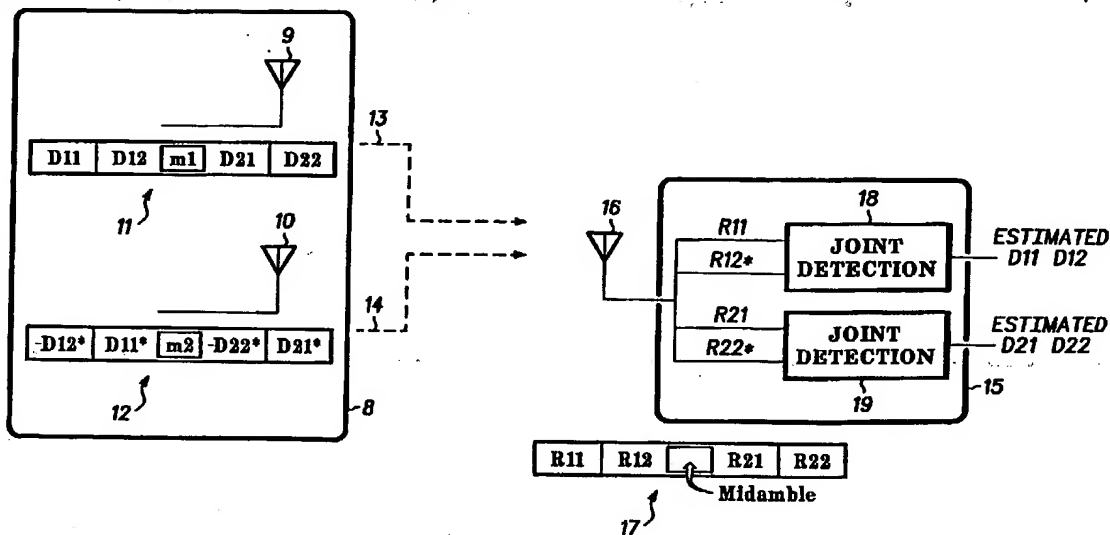 9
13
D11 D12 m1 D21 D22
11
10
14
-D12* D11* m2 -D22* D21*
12
8
16
18
R11
R12*
JOINT
DETECTION
ESTIMATED
D11 D12
R21
R22*
JOINT
DETECTION
ESTIMATED
D21 D22
19
15
R11 R12 R21 R22
Midamble
17